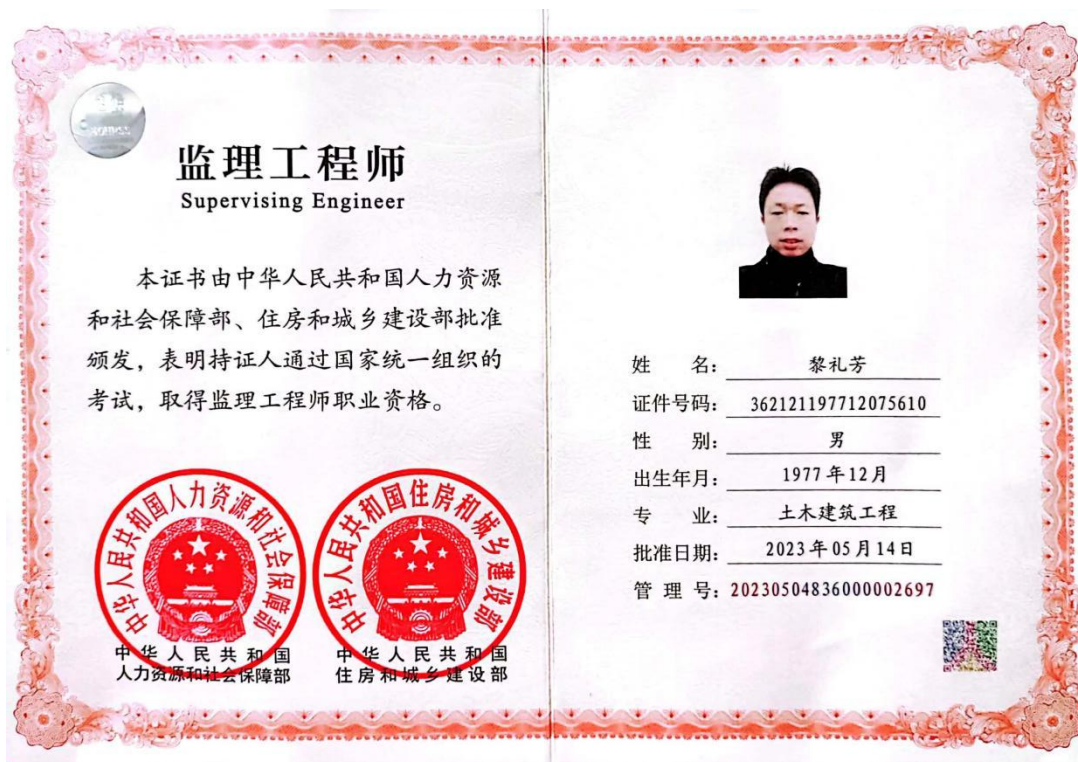 监理工程师
Supervising Engineer
本证书由中华人民共和国人力资源
和社会保障部、住房和城乡建设部批准
颁发，表明持证人通过国家统一组织的
考试，取得监理工程师职业资格。
中华人民共和国人力资源和社会保障部
中华人民共和国住房和城乡建设部
中华人民共和国
人力资源和社会保障部
中华人民共和国
住房和城乡建设部
姓 名： 黎礼芳
证件号码： 362121197712075610
性 别： 男
出生年月： 1977年12月
专 业： 土木建筑工程
批准日期： 2023年05月14日
管 理 号： 20230504836000002697